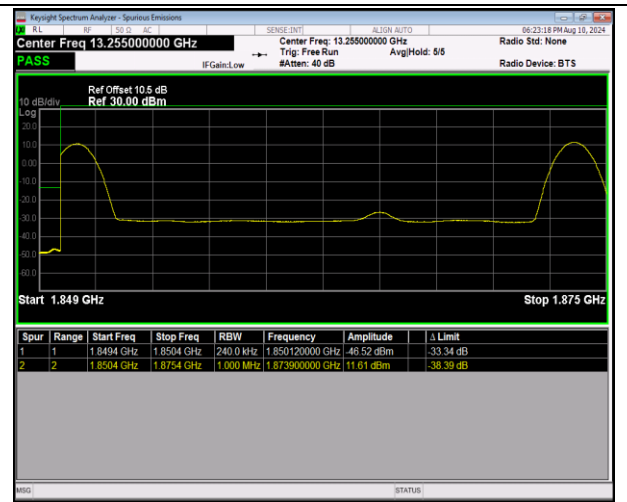 Keysight Spectrum Analyzer - Spurious Emissions
RL RF 50 Ω AC SENSE:INT ALIGN AUTO 06:23:18 PM Aug 10, 2024
Center Freq 13.255000000 GHz Center Freq: 13.255000000 GHz Radio Std: None
Trig: Free Run Avg|Hold: 5/5
PASS IFGain:Low #Atten: 40 dB Radio Device: BTS
Ref Offset 10.5 dB
10 dB/div Ref 30.00 dBm
Log
20.0
10.0
0.00
-10.0
-20.0
-30.0
-40.0
-50.0
-60.0
Start 1.849 GHz Stop 1.875 GHz
Spur Range Start Freq Stop Freq RBW Frequency Amplitude Δ Limit
1 1 1.8494 GHz 1.8504 GHz 240.0 kHz 1.850120000 GHz -46.52 dBm -33.34 dB
2 2 1.8504 GHz 1.8754 GHz 1.000 MHz 1.873900000 GHz 11.61 dBm -38.39 dB
MSG STATUS